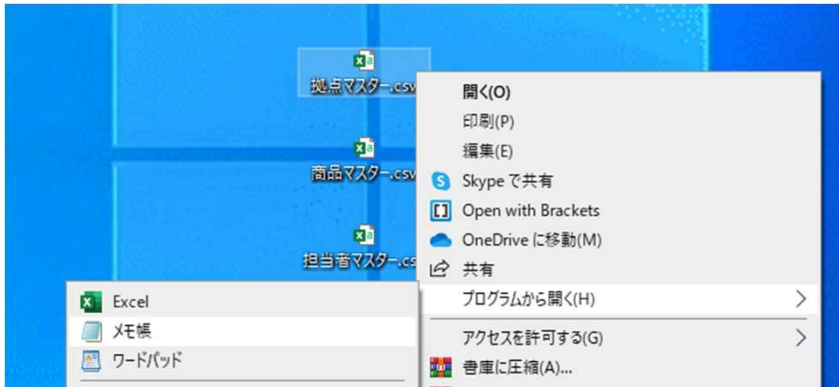 拠点マスター.csv
商品マスター.csv
担当者マスター.cs
開く(O)
印刷(P)
編集(E)
Skype で共有
Open with Brackets
OneDrive に移動(M)
共有
プログラムから開く(H)
アクセスを許可する(G)
書庫に圧縮(A)...
Excel
メモ帳
ワードパッド